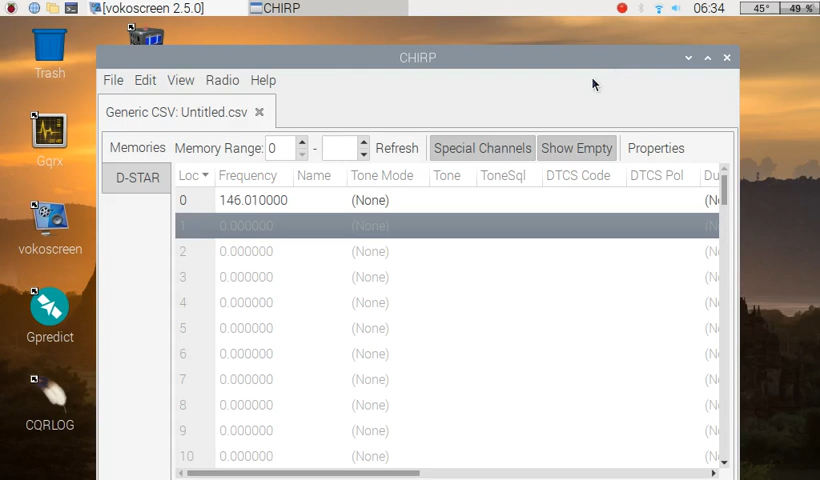 [vokoscreen 2.5.0] CHIRP 06:34 45° 49 %
Trash
Gqrx
vokoscreen
Gpredict
CQRLOG
CHIRP
File Edit View Radio Help
Generic CSV: Untitled.csv
Memories Memory Range: 0 - Refresh Special Channels Show Empty Properties
D-STAR
Loc Frequency Name Tone Mode Tone ToneSql DTCS Code DTCS Pol Du
0 146.010000 (None) (N
1 0.000000 (None) (N
2 0.000000 (None) (N
3 0.000000 (None) (N
4 0.000000 (None) (N
5 0.000000 (None) (N
6 0.000000 (None) (N
7 0.000000 (None) (N
8 0.000000 (None) (N
9 0.000000 (None) (N
10 0.000000 (None) (N